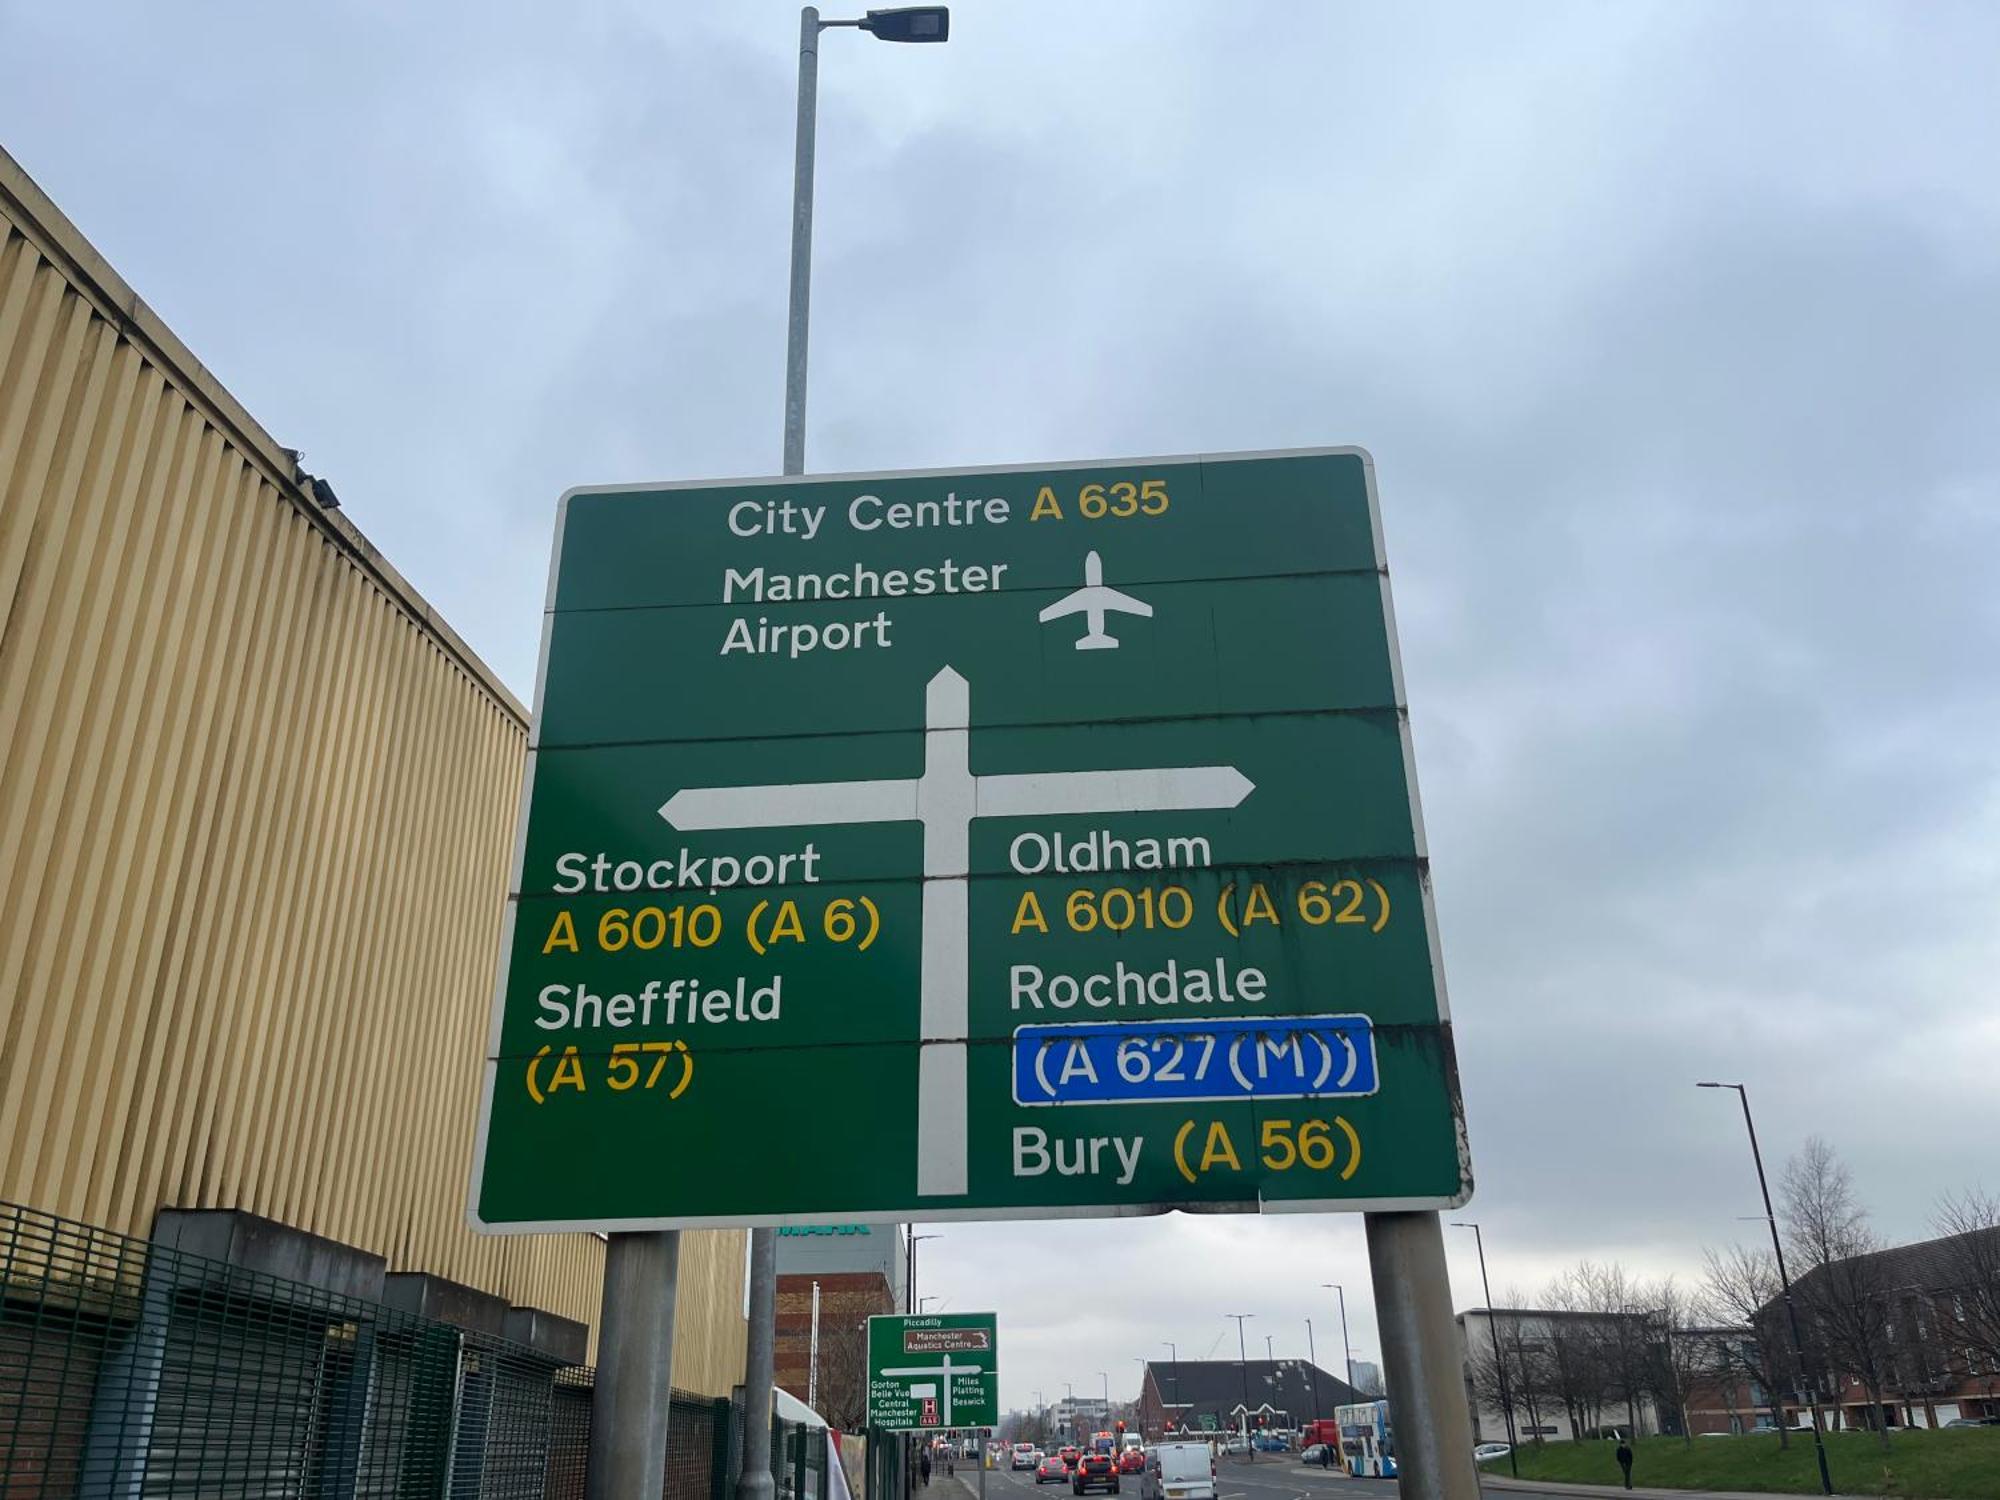 City Centre A 635
Manchester
Airport
Stockport
A 6010 (A 6)
Sheffield
(A 57)
Oldham
A 6010 (A 62)
Rochdale
(A 627(M))
Bury (A 56)
Piccadilly
Manchester
Aquatics Centre
Gorton
Belle Vue
Central
Manchester
Hospitals
H
A&E
Miles
Platting
Beswick